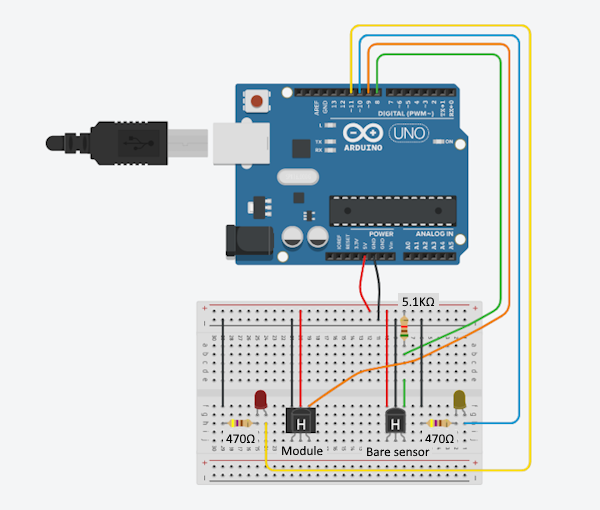 AREF
GND
13
12
~11
~10
~9
8
7
~6
~5
4
~3
2
TX→1
RX←0
DIGITAL (PWM~)
L
TX
RX
UNO
ARDUINO
ON
POWER
ANALOG IN
IOREF
RESET
3.3V
5V
GND
GND
Vin
A0
A1
A2
A3
A4
A5
5.1KΩ
H
H
470Ω
Module
Bare sensor
470Ω